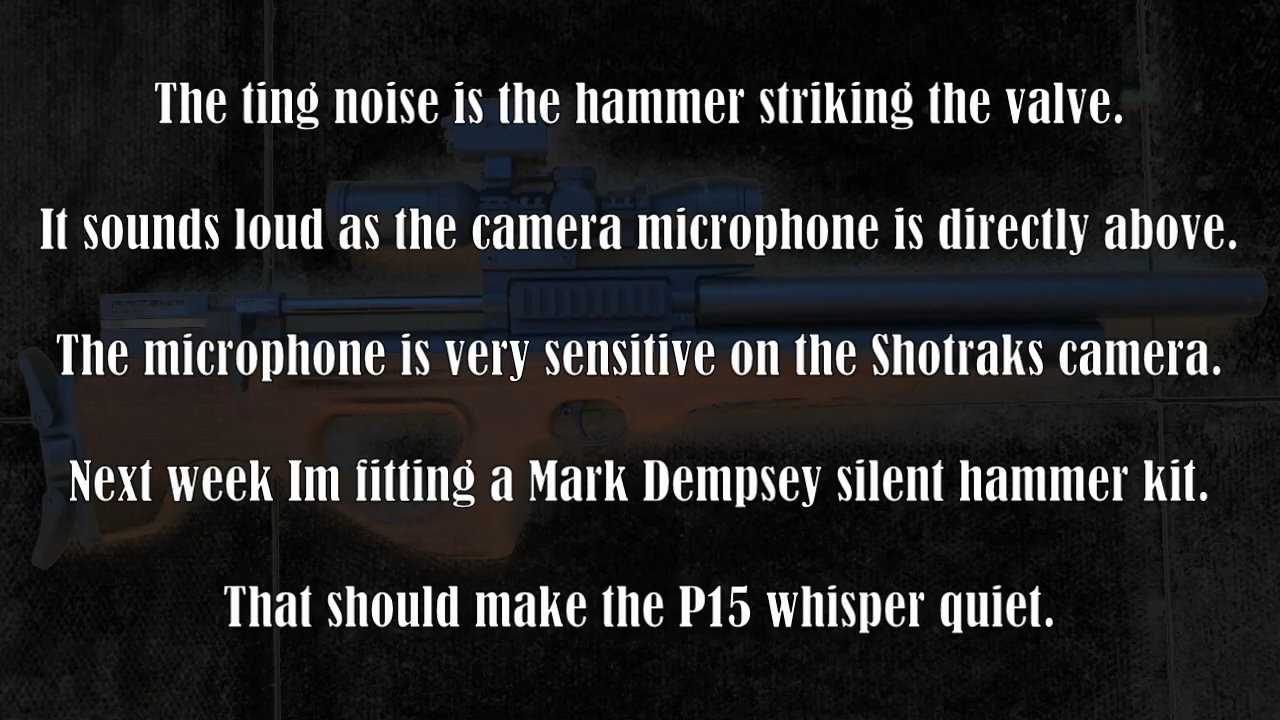 The ting noise is the hammer striking the valve.
It sounds loud as the camera microphone is directly above.
The microphone is very sensitive on the Shotraks camera.
Next week Im fitting a Mark Dempsey silent hammer kit.
That should make the P15 whisper quiet.